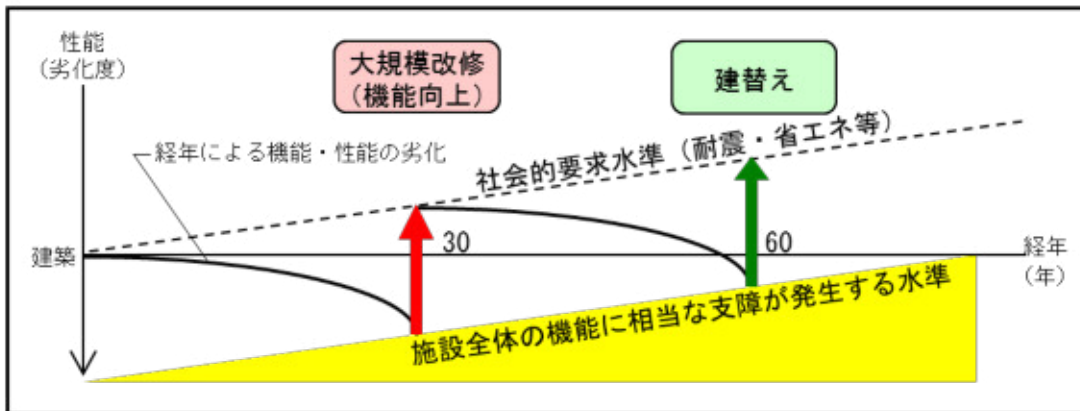 性能
（劣化度）
大規模改修
（機能向上）
建替え
経年による機能・性能の劣化
社会的要求水準（耐震・省エネ等）
建築
30
60
経年
（年）
施設全体の機能に相当な支障が発生する水準